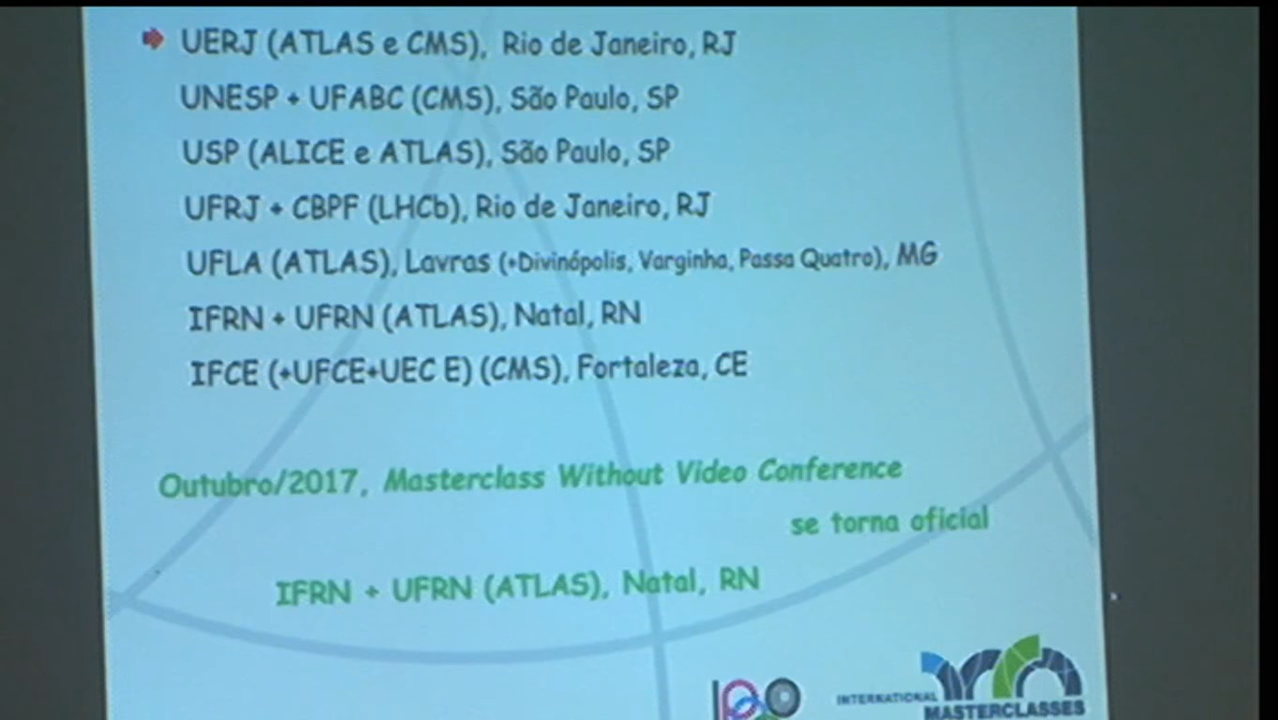 UERJ (ATLAS e CMS), Rio de Janeiro, RJ
UNESP + UFABC (CMS), São Paulo, SP
USP (ALICE e ATLAS), São Paulo, SP
UFRJ + CBPF (LHCb), Rio de Janeiro, RJ
UFLA (ATLAS), Lavras (+Divinópolis, Varginha, Passa Quatro), MG
IFRN + UFRN (ATLAS), Natal, RN
IFCE (+UFCE+UEC E) (CMS), Fortaleza, CE
Outubro/2017, Masterclass Without Video Conference
se torna oficial
IFRN + UFRN (ATLAS), Natal, RN
INTERNATIONAL
MASTERCLASSES